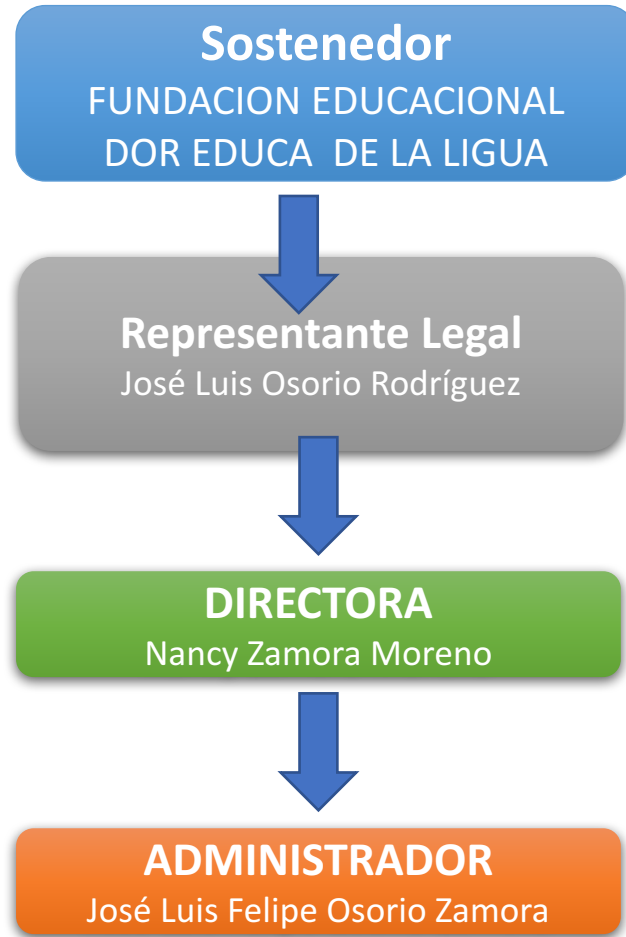 Sostenedor
FUNDACION EDUCACIONAL
DOR EDUCA DE LA LIGUA
Representante Legal
José Luis Osorio Rodríguez
DIRECTORA
Nancy Zamora Moreno
ADMINISTRADOR
José Luis Felipe Osorio Zamora